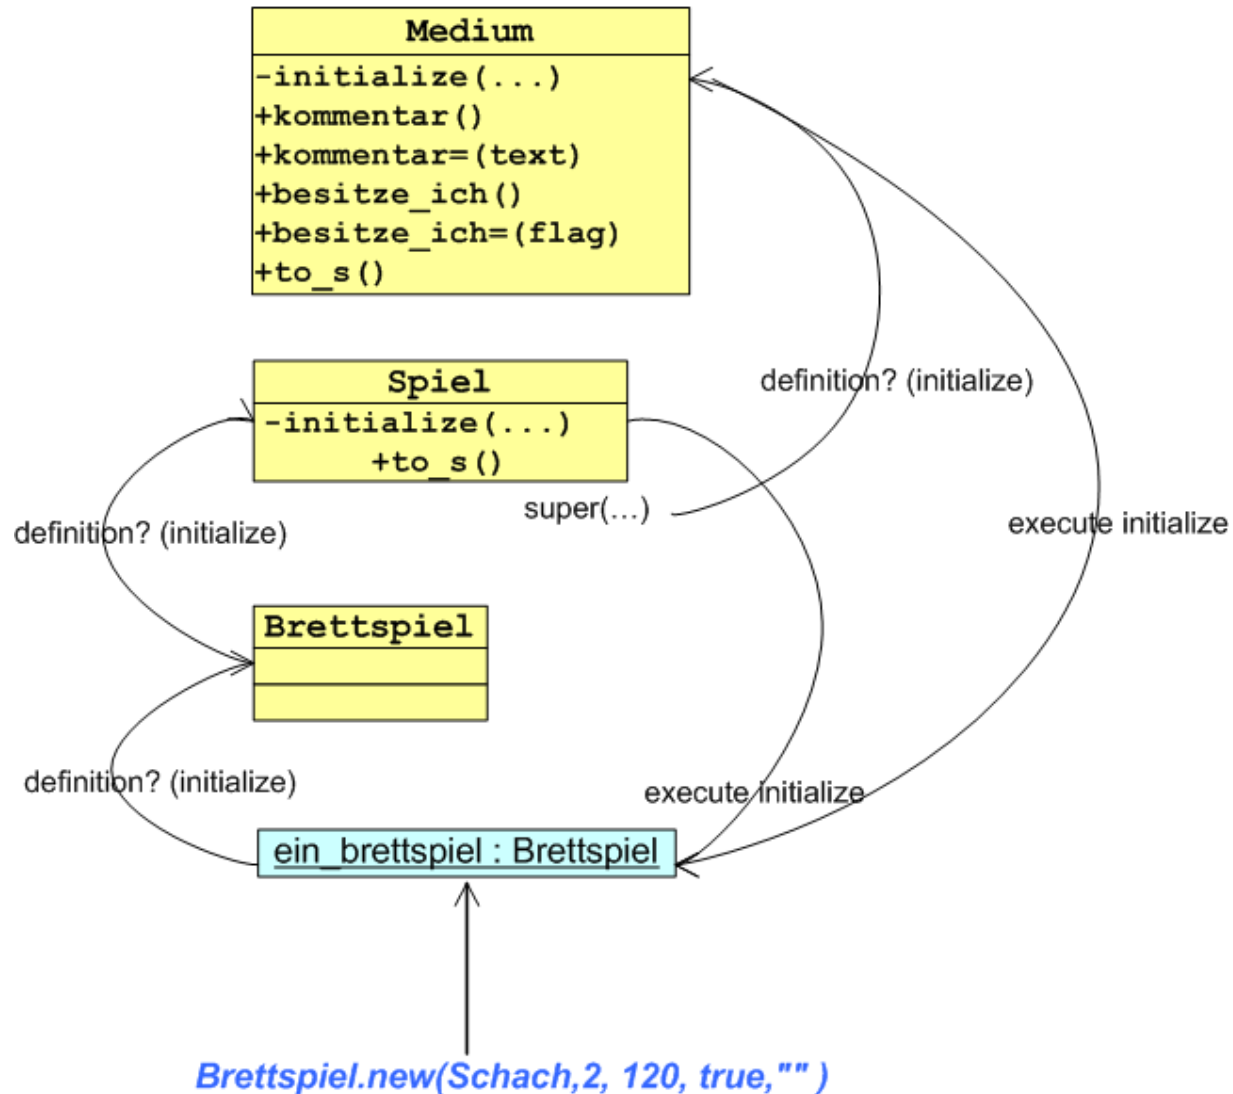 Medium
-initialize(...)
+kommentar()
+kommentar=(text)
+besitze_ich()
+besitze_ich=(flag)
+to_s()
Spiel
-initialize(...)
+to_s()
definition? (initialize)
super(...)
execute initialize
definition? (initialize)
Brettspiel
definition? (initialize)
execute initialize
ein_brettspiel : Brettspiel
Brettspiel.new(Schach,2, 120, true,"" )